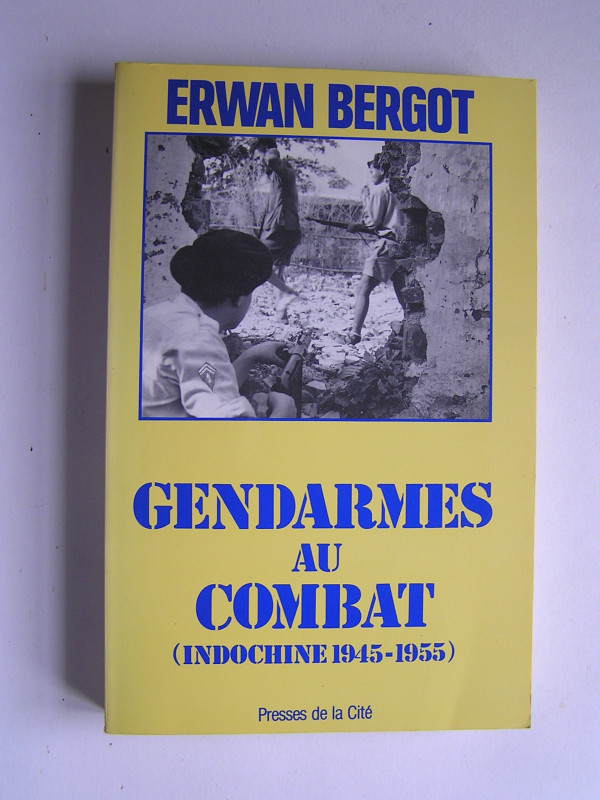 ERWAN BERGOT
GENDARMES
AU
COMBAT
(INDOCHINE 1945-1955)
Presses de la Cité